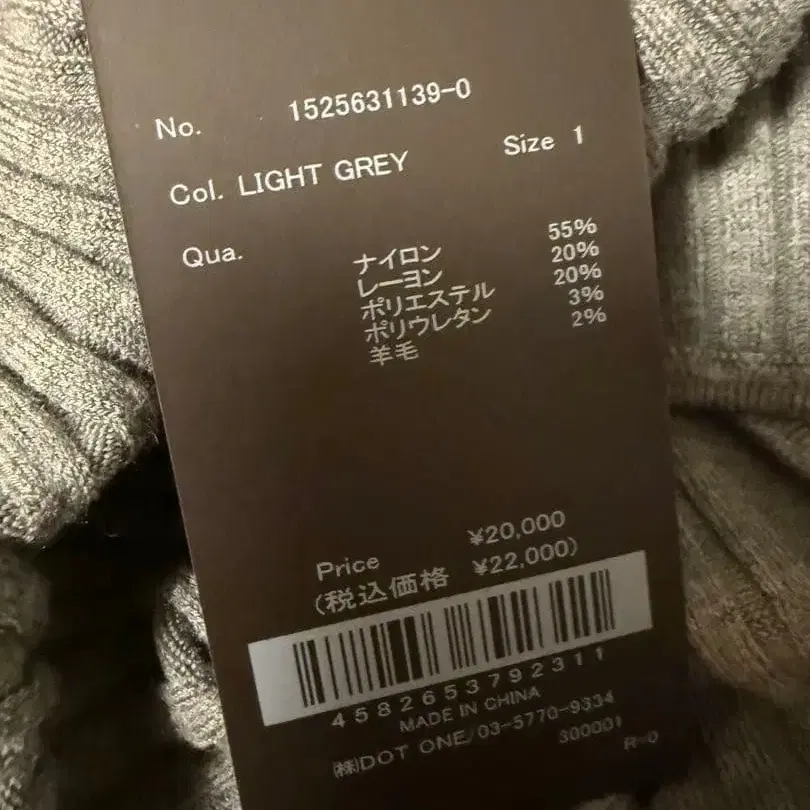 No. 1525631139-0
Col. LIGHT GREY Size 1
Qua.
ナイロン 55%
レーヨン 20%
ポリエステル 20%
ポリウレタン 3%
羊毛 2%
Price ¥20,000
(税込価格 ¥22,000)
4582653792311
MADE IN CHINA
㈱DOT ONE/03-5770-9334
300001
R-0